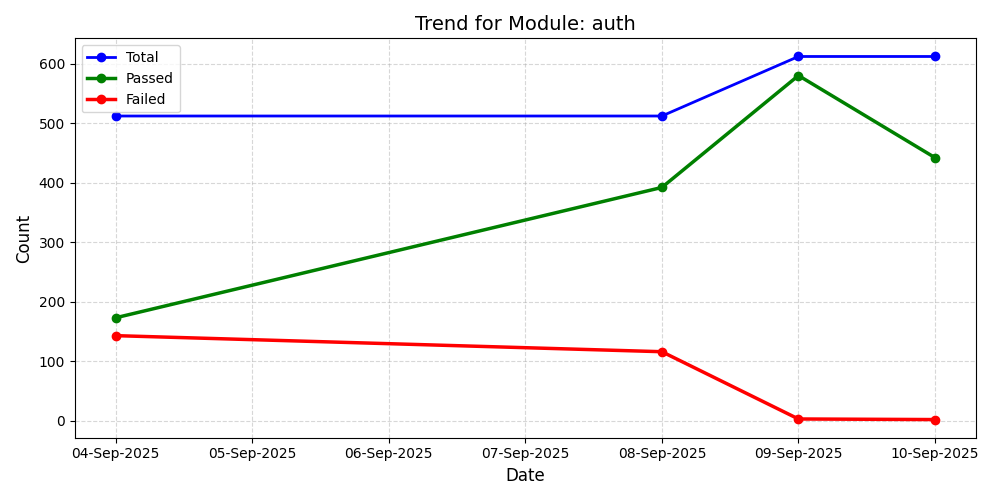 Trend for Module: auth
Total
Passed
Failed
600
500
400
300
200
100
0
Count
04-Sep-2025 05-Sep-2025 06-Sep-2025 07-Sep-2025 08-Sep-2025 09-Sep-2025 10-Sep-2025
Date